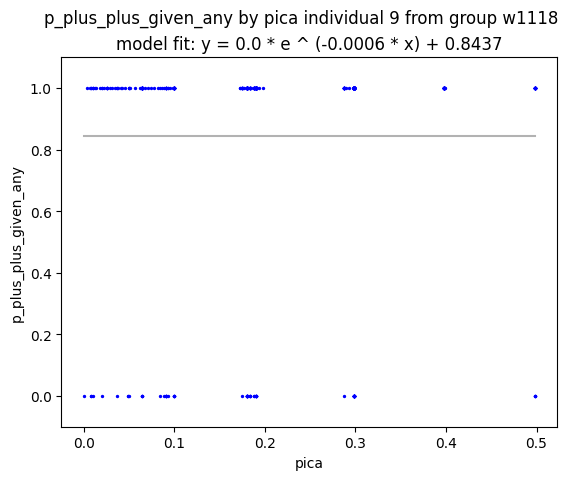 p_plus_plus_given_any by pica individual 9 from group w1118
model fit: y = 0.0 * e ^ (-0.0006 * x) + 0.8437
p_plus_plus_given_any
1.0
0.8
0.6
0.4
0.2
0.0
0.0 0.1 0.2 0.3 0.4 0.5
pica